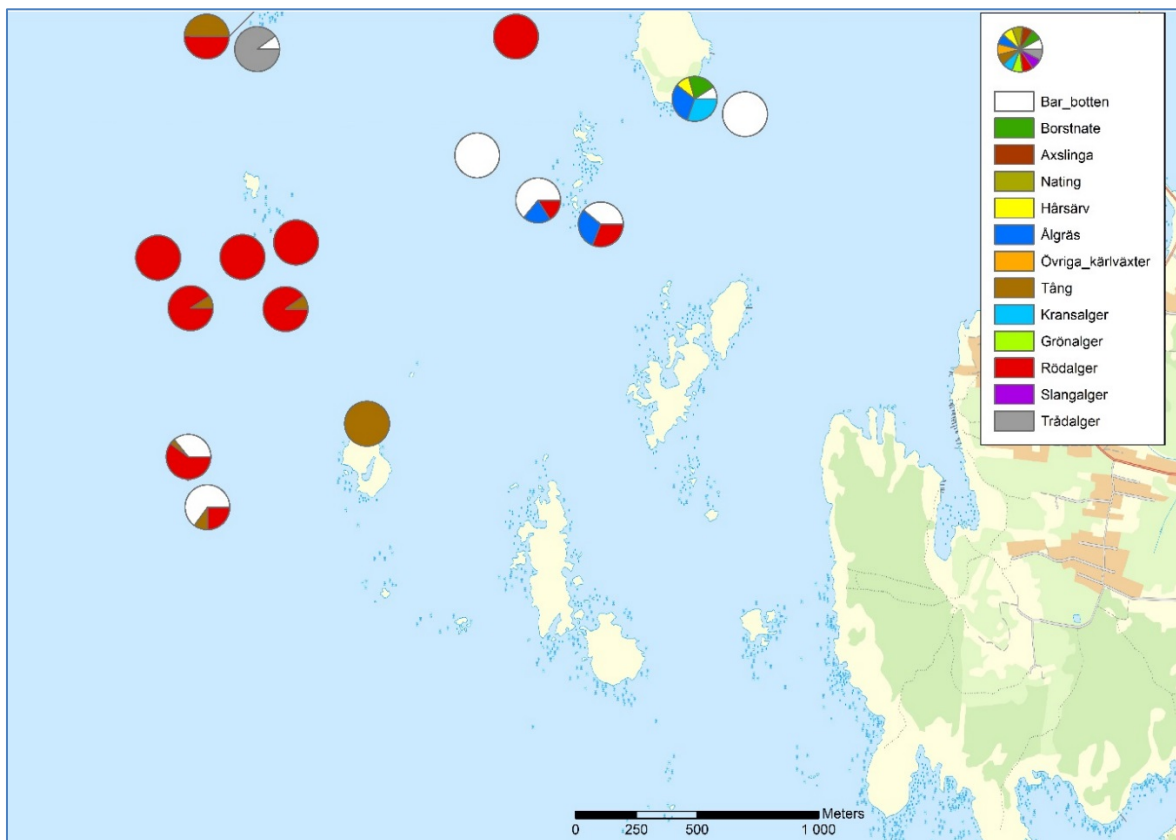 Bar_botten
Borstnate
Axslinga
Nating
Hårsärv
Ålgräs
Övriga_kärlväxter
Tång
Kransalger
Grönalger
Rödalger
Slangalger
Trådalger
Meters
0 250 500 1 000